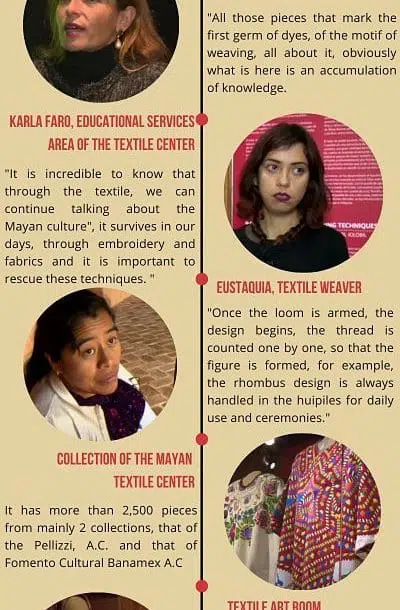 "All those pieces that mark the
first germ of dyes, of the motif of
weaving, all about it, obviously
what is here is an accumulation
of knowledge.
KARLA FARO, EDUCATIONAL SERVICES
AREA OF THE TEXTILE CENTER
"It is incredible to know that
through the textile, we can
continue talking about the
Mayan culture", it survives in our
days, through embroidery and
fabrics and it is important to
rescue these techniques. "
EUSTAQUIA, TEXTILE WEAVER
"Once the loom is armed, the
design begins, the thread is
counted one by one, so that the
figure is formed, for example,
the rhombus design is always
handled in the huipiles for daily
use and ceremonies."
COLLECTION OF THE MAYAN
TEXTILE CENTER
It has more than 2,500 pieces
from mainly 2 collections, that of
the Pellizzi, A.C. and that of
Fomento Cultural Banamex A.C
TEXTILE ART ROOM